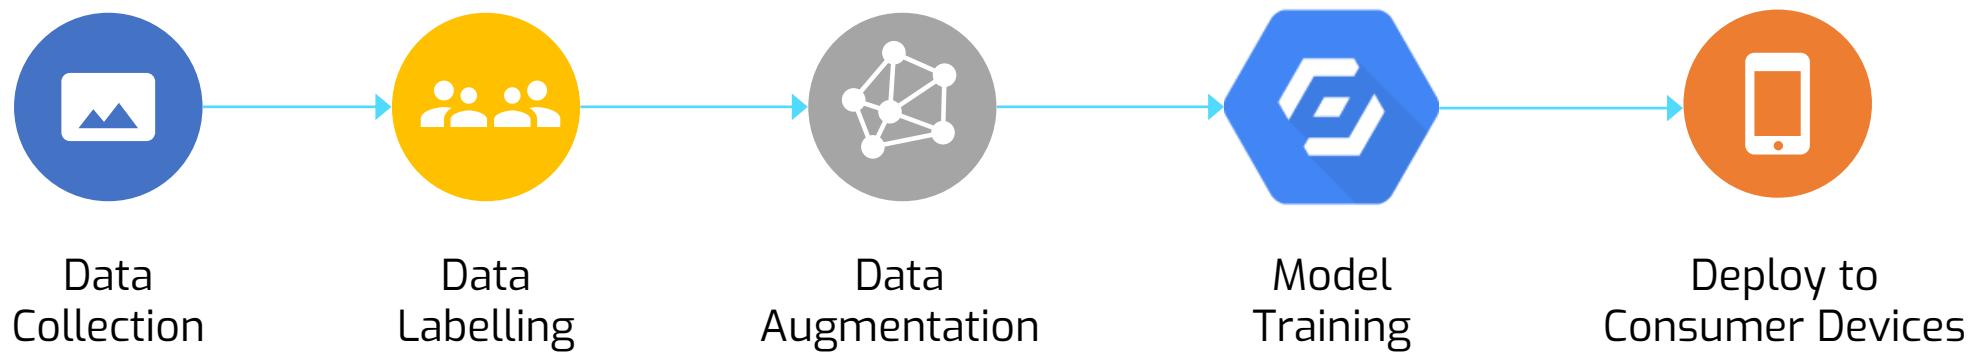 Data
Collection
Data
Labelling
Data
Augmentation
Model
Training
Deploy to
Consumer Devices